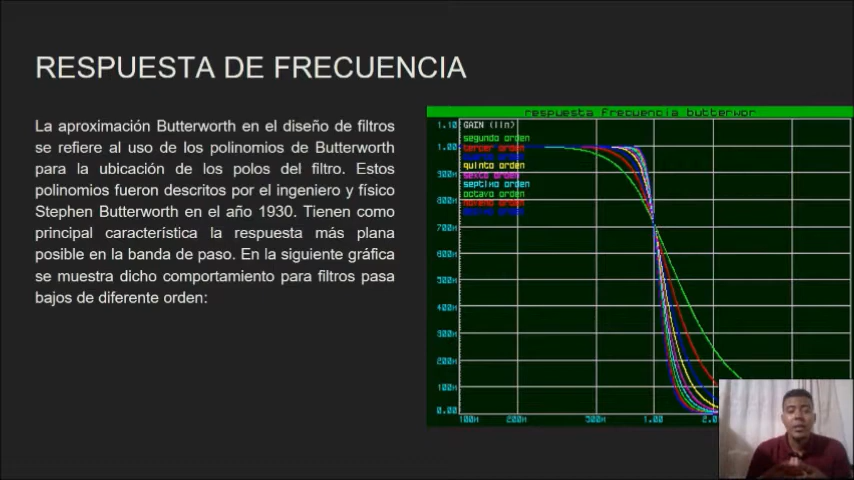 RESPUESTA DE FRECUENCIA
La aproximación Butterworth en el diseño de filtros
se refiere al uso de los polinomios de Butterworth
para la ubicación de los polos del filtro. Estos
polinomios fueron descritos por el ingeniero y físico
Stephen Butterworth en el año 1930. Tienen como
principal característica la respuesta más plana
posible en la banda de paso. En la siguiente gráfica
se muestra dicho comportamiento para filtros pasa
bajos de diferente orden:
respuesta frecuencia butterwor
1.10 GAIN (lin)
segundo orden
tercer orden
1.00
quinto orden
900m
sexto orden
septimo orden
octavo orden
800m
noveno orden
700m
600m
500m
400m
300m
200m
100m
0.00
100M 200M 500M 1.00 2.0